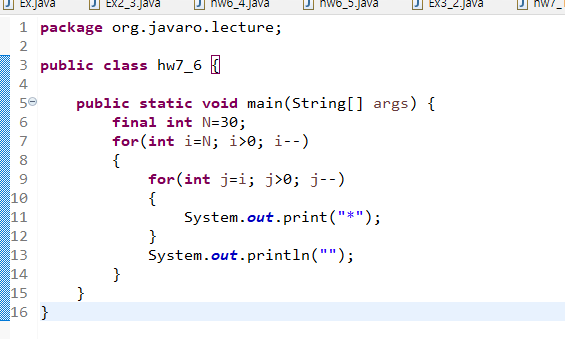 Ex.java Ex2_3.java hw6_4.java hw6_5.java Ex3_2.java hw7_
1 package org.javaro.lecture;
2
3 public class hw7_6 {
4
5 public static void main(String[] args) {
6 final int N=30;
7 for(int i=N; i>0; i--)
8 {
9 for(int j=i; j>0; j--)
10 {
11 System.out.print("*");
12 }
13 System.out.println("");
14 }
15 }
16 }